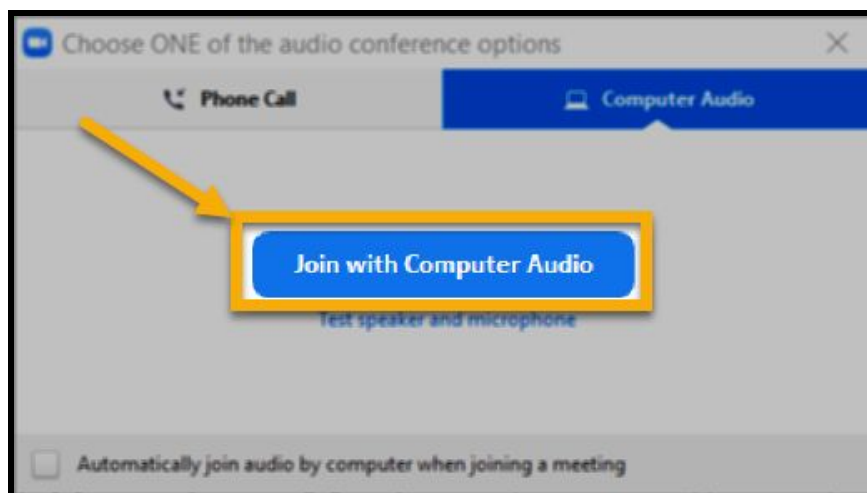 Choose ONE of the audio conference options
Phone Call
Computer Audio
Join with Computer Audio
Test speaker and microphone
Automatically join audio by computer when joining a meeting